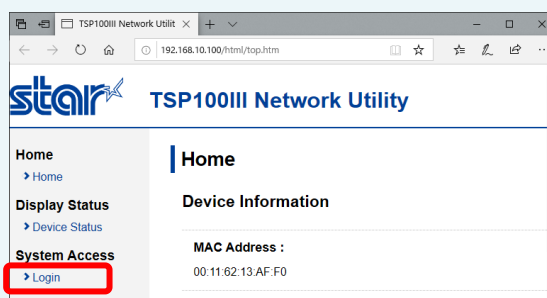 TSP100III Network Utilit
192.168.10.100/html/top.htm
star
TSP100III Network Utility
Home
Home
Display Status
Device Status
System Access
Login
Home
Device Information
MAC Address :
00:11:62:13:AF:F0